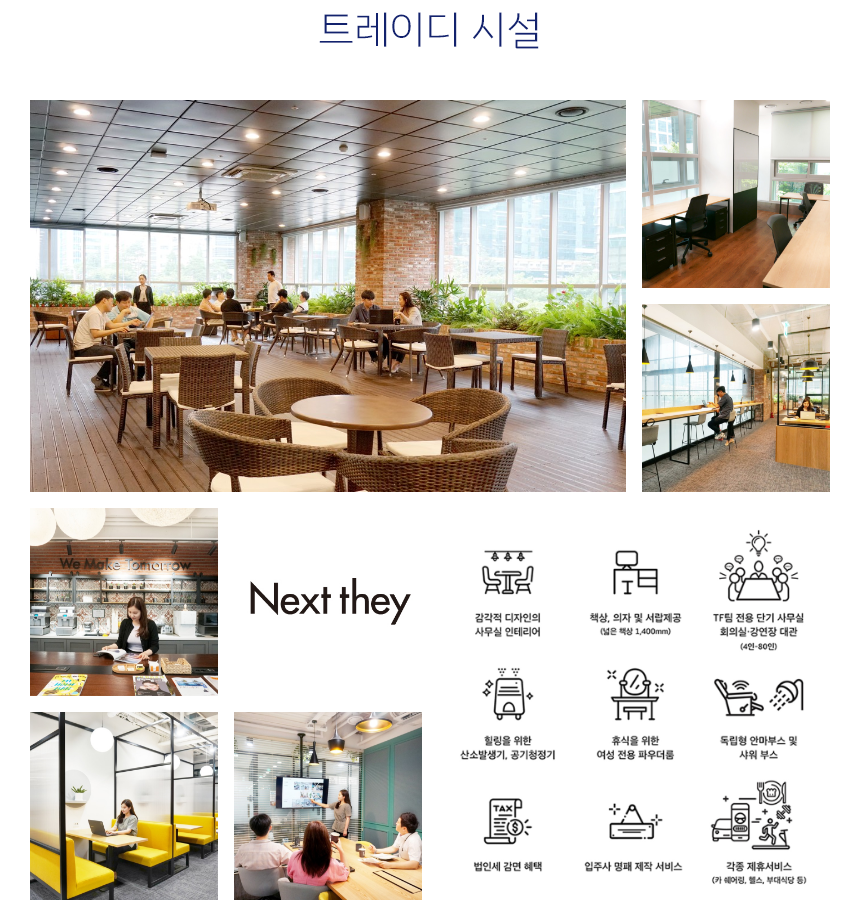 트레이디 시설
We Make Tomorrow
Next they
감각적 디자인의
사무실 인테리어
책상, 의자 및 서랍제공
(넓은 책상 1,400mm)
TF팀 전용 단기 사무실
회의실·강연장 대관
(4인-80인)
힐링을 위한
산소발생기, 공기청정기
휴식을 위한
여성 전용 파우더룸
독립형 안마부스 및
샤워 부스
TAX
법인세 감면 혜택
입주사 명패 제작 서비스
각종 제휴서비스
(카 쉐어링, 헬스, 부대식당 등)